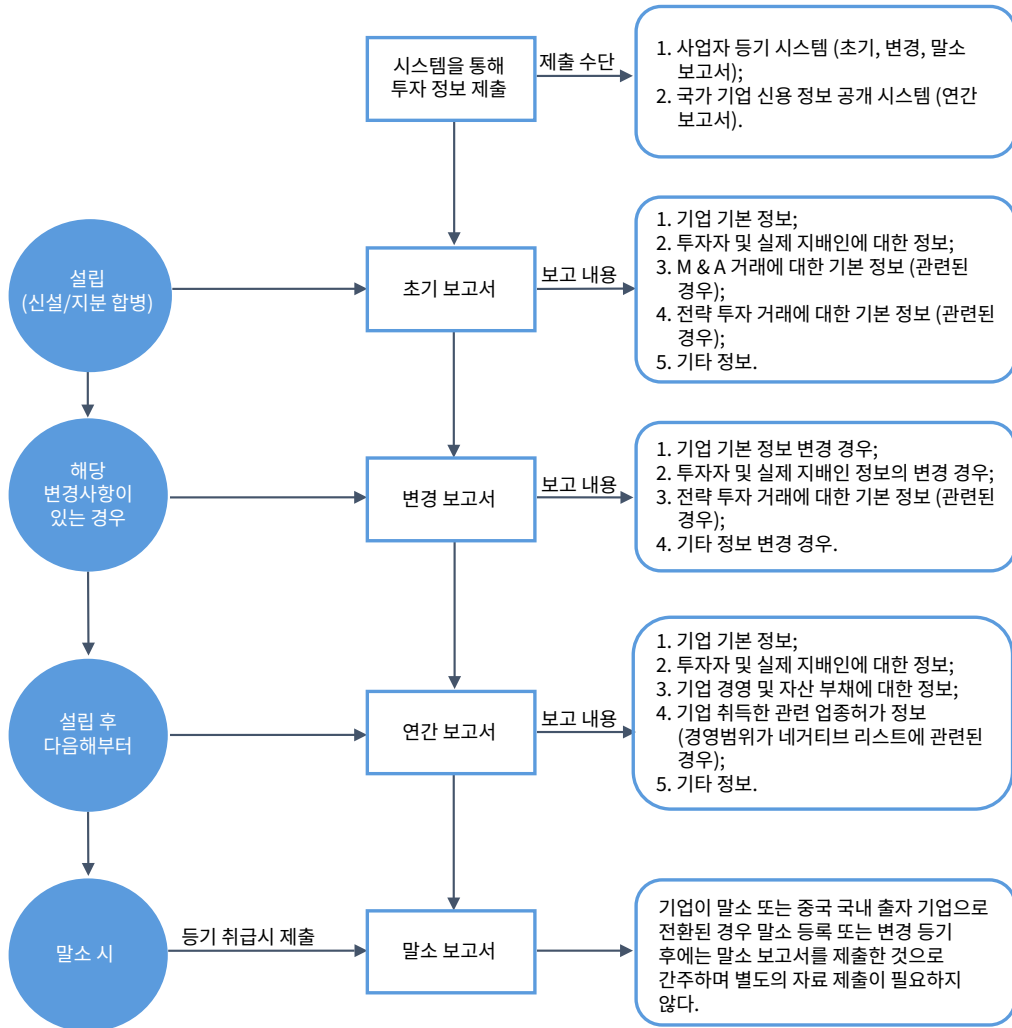 시스템을 통해
투자 정보 제출
제출 수단
1. 사업자 등기 시스템 (초기, 변경, 말소
보고서);
2. 국가 기업 신용 정보 공개 시스템 (연간
보고서).
설립
(신설/지분 합병)
초기 보고서
보고 내용
1. 기업 기본 정보;
2. 투자자 및 실제 지배인에 대한 정보;
3. M & A 거래에 대한 기본 정보 (관련된
경우);
4. 전략 투자 거래에 대한 기본 정보 (관련된
경우);
5. 기타 정보.
해당
변경사항이
있는 경우
변경 보고서
보고 내용
1. 기업 기본 정보 변경 경우;
2. 투자자 및 실제 지배인 정보의 변경 경우;
3. 전략 투자 거래에 대한 기본 정보 (관련된
경우);
4. 기타 정보 변경 경우.
설립 후
다음해부터
연간 보고서
보고 내용
1. 기업 기본 정보;
2. 투자자 및 실제 지배인에 대한 정보;
3. 기업 경영 및 자산 부채에 대한 정보;
4. 기업 취득한 관련 업종허가 정보
(경영범위가 네거티브 리스트에 관련된
경우);
5. 기타 정보.
말소 시
등기 취급시 제출
말소 보고서
기업이 말소 또는 중국 국내 출자 기업으로
전환된 경우 말소 등록 또는 변경 등기
후에는 말소 보고서를 제출한 것으로
간주하며 별도의 자료 제출이 필요하지
않다.